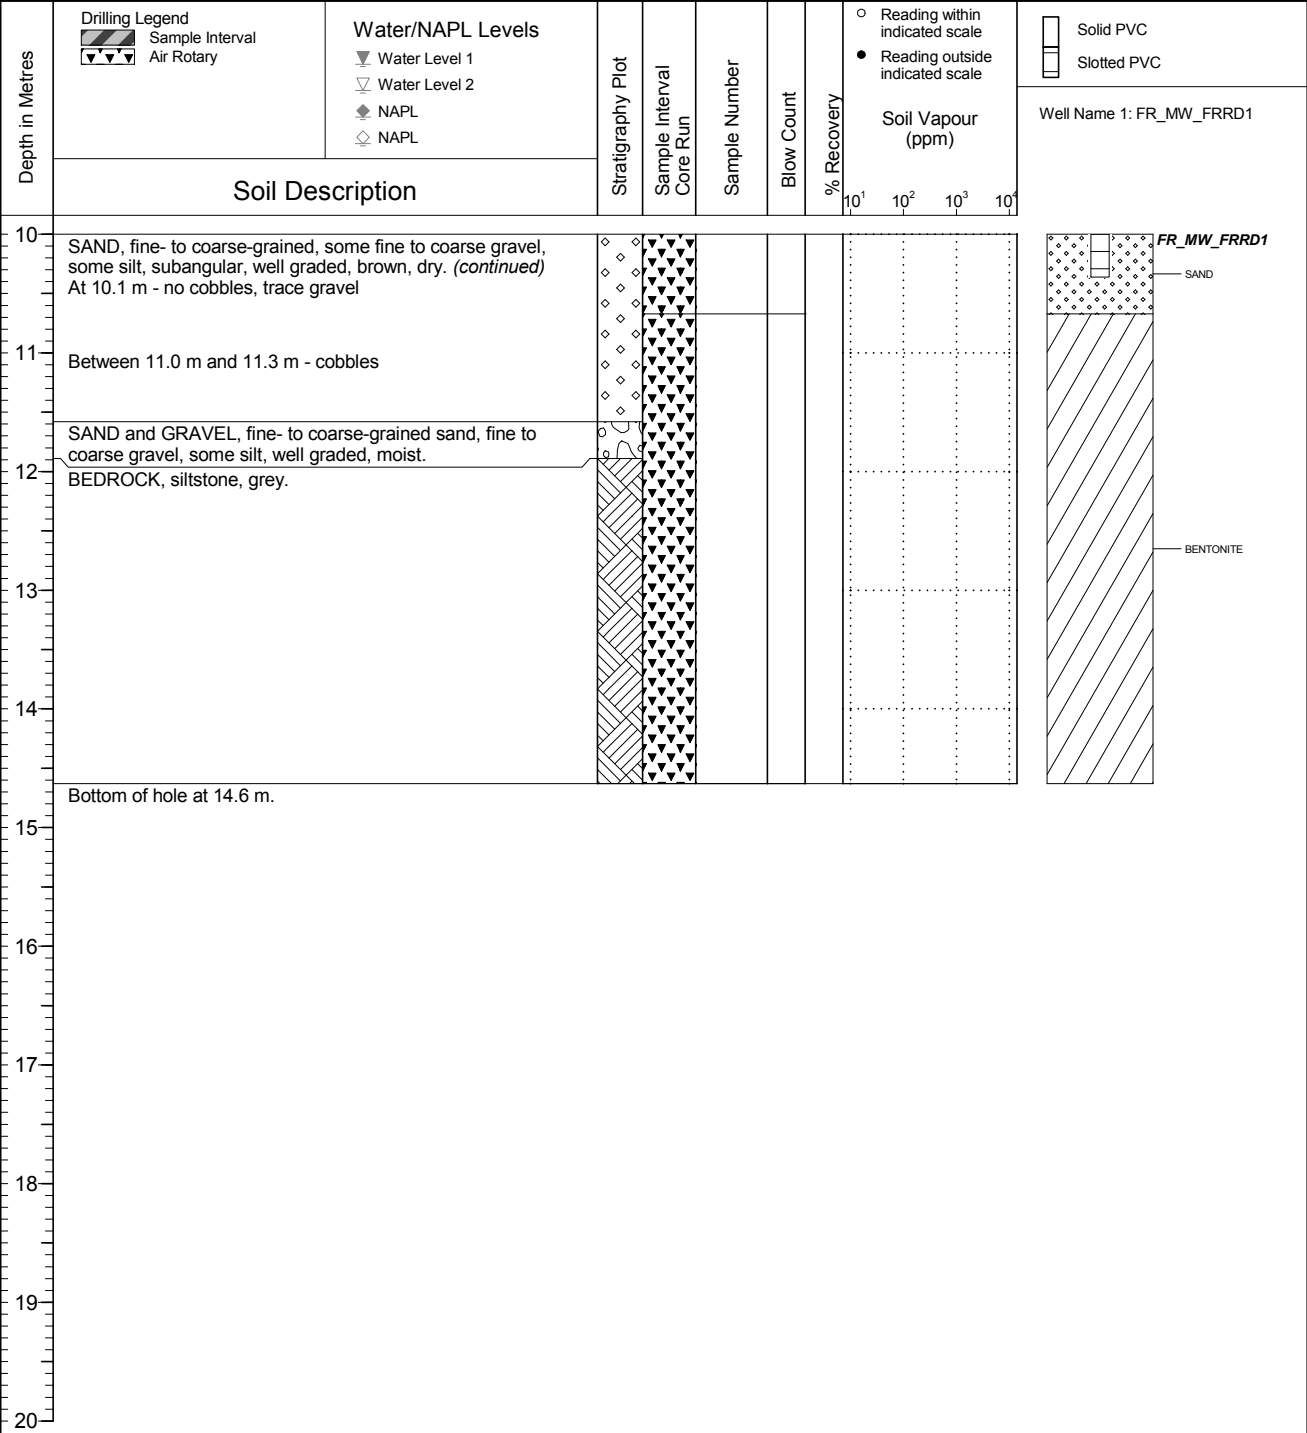 Depth in Metres
Drilling Legend
Sample Interval
Air Rotary
Water/NAPL Levels
Water Level 1
Water Level 2
NAPL
NAPL
Soil Description
Stratigraphy Plot
Sample Interval
Core Run
Sample Number
Blow Count
% Recovery
Reading within
indicated scale
Reading outside
indicated scale
Soil Vapour
(ppm)
10¹ 10² 10³ 10⁴
Solid PVC
Slotted PVC
Well Name 1: FR_MW_FRRD1
10
SAND, fine- to coarse-grained, some fine to coarse gravel,
some silt, subangular, well graded, brown, dry. (continued)
At 10.1 m - no cobbles, trace gravel
FR_MW_FRRD1
SAND
11
Between 11.0 m and 11.3 m - cobbles
SAND and GRAVEL, fine- to coarse-grained sand, fine to
coarse gravel, some silt, well graded, moist.
12
BEDROCK, siltstone, grey.
BENTONITE
13
14
Bottom of hole at 14.6 m.
15
16
17
18
19
20